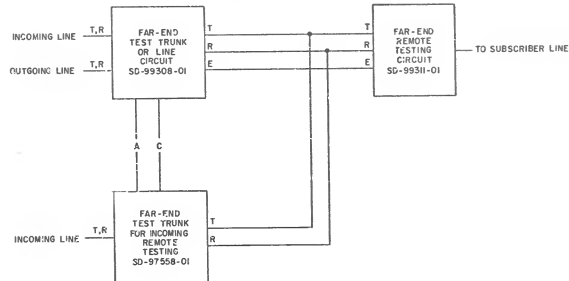 INCOMING LINE
T,R
OUTGOING LINE
T,R
FAR-END
TEST TRUNK
OR LINE
CIRCUIT
SD-99308-01
T
R
E
T
R
E
FAR-END
REMOTE
TESTING
CIRCUIT
SD-99311-01
TO SUBSCRIBER LINE
A
C
INCOMING LINE
T,R
FAR-END
TEST TRUNK
FOR INCOMING
REMOTE
TESTING
SD-97558-01
T
R